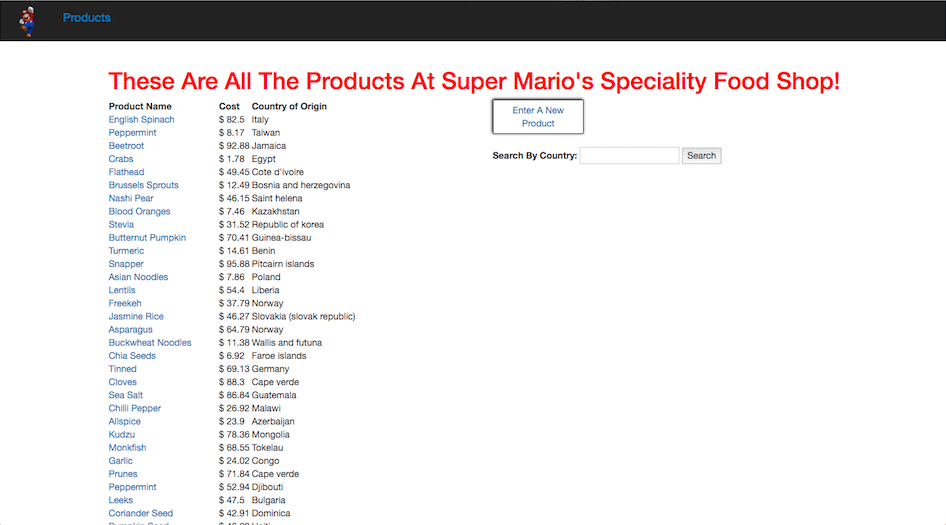 Products
These Are All The Products At Super Mario's Speciality Food Shop!
Product Name Cost Country of Origin
English Spinach $ 82.5 Italy
Peppermint $ 8.17 Taiwan
Beetroot $ 92.88 Jamaica
Crabs $ 1.78 Egypt
Flathead $ 49.45 Cote d'ivoire
Brussels Sprouts $ 12.49 Bosnia and herzegovina
Nashi Pear $ 46.15 Saint helena
Blood Oranges $ 7.46 Kazakhstan
Stevia $ 31.52 Republic of korea
Butternut Pumpkin $ 70.41 Guinea-bissau
Turmeric $ 14.61 Benin
Snapper $ 95.88 Pitcairn islands
Asian Noodles $ 7.86 Poland
Lentils $ 54.4 Liberia
Freekeh $ 37.79 Norway
Jasmine Rice $ 46.27 Slovakia (slovak republic)
Asparagus $ 64.79 Norway
Buckwheat Noodles $ 11.38 Wallis and futuna
Chia Seeds $ 6.92 Faroe islands
Tinned $ 69.13 Germany
Cloves $ 88.3 Cape verde
Sea Salt $ 86.84 Guatemala
Chilli Pepper $ 26.92 Malawi
Allspice $ 23.9 Azerbaijan
Kudzu $ 78.36 Mongolia
Monkfish $ 68.55 Tokelau
Garlic $ 24.02 Congo
Prunes $ 71.84 Cape verde
Peppermint $ 52.94 Djibouti
Leeks $ 47.5 Bulgaria
Coriander Seed $ 42.91 Dominica
Enter A New
Product
Search By Country: Search